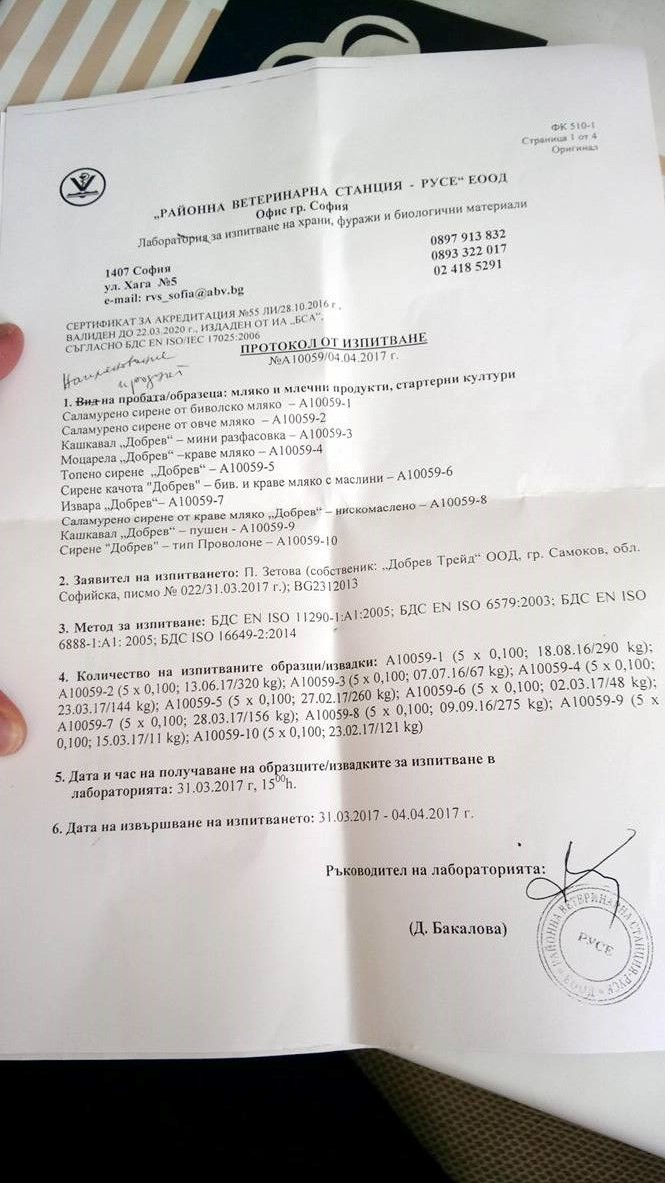 ФК 510-1
Страница 1 от 4
Оригинал
„РАЙОННА ВЕТЕРИНАРНА СТАНЦИЯ - РУСЕ“ ЕООД
Офис гр. София
Лаборатория за изпитване на храни, фуражи и биологични материали
1407 София
ул. Хага №5
e-mail: rvs_sofia@abv.bg
0897 913 832
0893 322 017
02 418 5291
СЕРТИФИКАТ ЗА АКРЕДИТАЦИЯ №55 ЛИ/28.10.2016 г.,
ВАЛИДЕН ДО 22.03.2020 г., ИЗДАДЕН ОТ ИА „БСА“,
СЪГЛАСНО БДС EN ISO/IEC 17025:2006
ПРОТОКОЛ ОТ ИЗПИТВАНЕ
№А10059/04.04.2017 г.
Наименование
продукт
1. Вид на пробата/образеца: мляко и млечни продукти, стартерни култури
Саламурено сирене от биволско мляко – А10059-1
Саламурено сирене от овче мляко – А10059-2
Кашкавал „Добрев“ – мини разфасовка – А10059-3
Моцарела „Добрев“ –краве мляко – А10059-4
Топено сирене „Добрев“ – А10059-5
Сирене качота "Добрев" – бив. и краве мляко с маслини – А10059-6
Извара „Добрев“– А10059-7
Саламурено сирене от краве мляко „Добрев“ – нискомаслено – А10059-8
Кашкавал „Добрев“ – пушен - А10059-9
Сирене "Добрев" – тип Проволоне – А10059-10
2. Заявител на изпитването: П. Зетова (собственик: „Добрев Трейд“ ООД, гр. Самоков, обл.
Софийска, писмо № 022/31.03.2017 г.); BG2312013
3. Метод за изпитване: БДС EN ISO 11290-1:A1:2005; БДС EN ISO 6579:2003; БДС EN ISO
6888-1:A1: 2005; БДС ISO 16649-2:2014
4. Количество на изпитваните образци/извадки: А10059-1 (5 х 0,100; 18.08.16/290 kg);
А10059-2 (5 х 0,100; 13.06.17/320 kg); А10059-3 (5 х 0,100; 07.07.16/67 kg); А10059-4 (5 х 0,100;
23.03.17/144 kg); А10059-5 (5 х 0,100; 27.02.17/260 kg); А10059-6 (5 х 0,100; 02.03.17/48 kg);
А10059-7 (5 х 0,100; 28.03.17/156 kg); А10059-8 (5 х 0,100; 09.09.16/275 kg); А10059-9 (5 х
0,100; 15.03.17/11 kg); А10059-10 (5 х 0,100; 23.02.17/121 kg)
5. Дата и час на получаване на образците/извадките за изпитване в
лабораторията: 31.03.2017 г, 15⁰⁰h.
6. Дата на извършване на изпитването: 31.03.2017 - 04.04.2017 г.
Ръководител на лабораторията:
(Д. Бакалова)
РАЙОННА ВЕТЕРИНАРНА СТАНЦИЯ-РУСЕ
РУСЕ